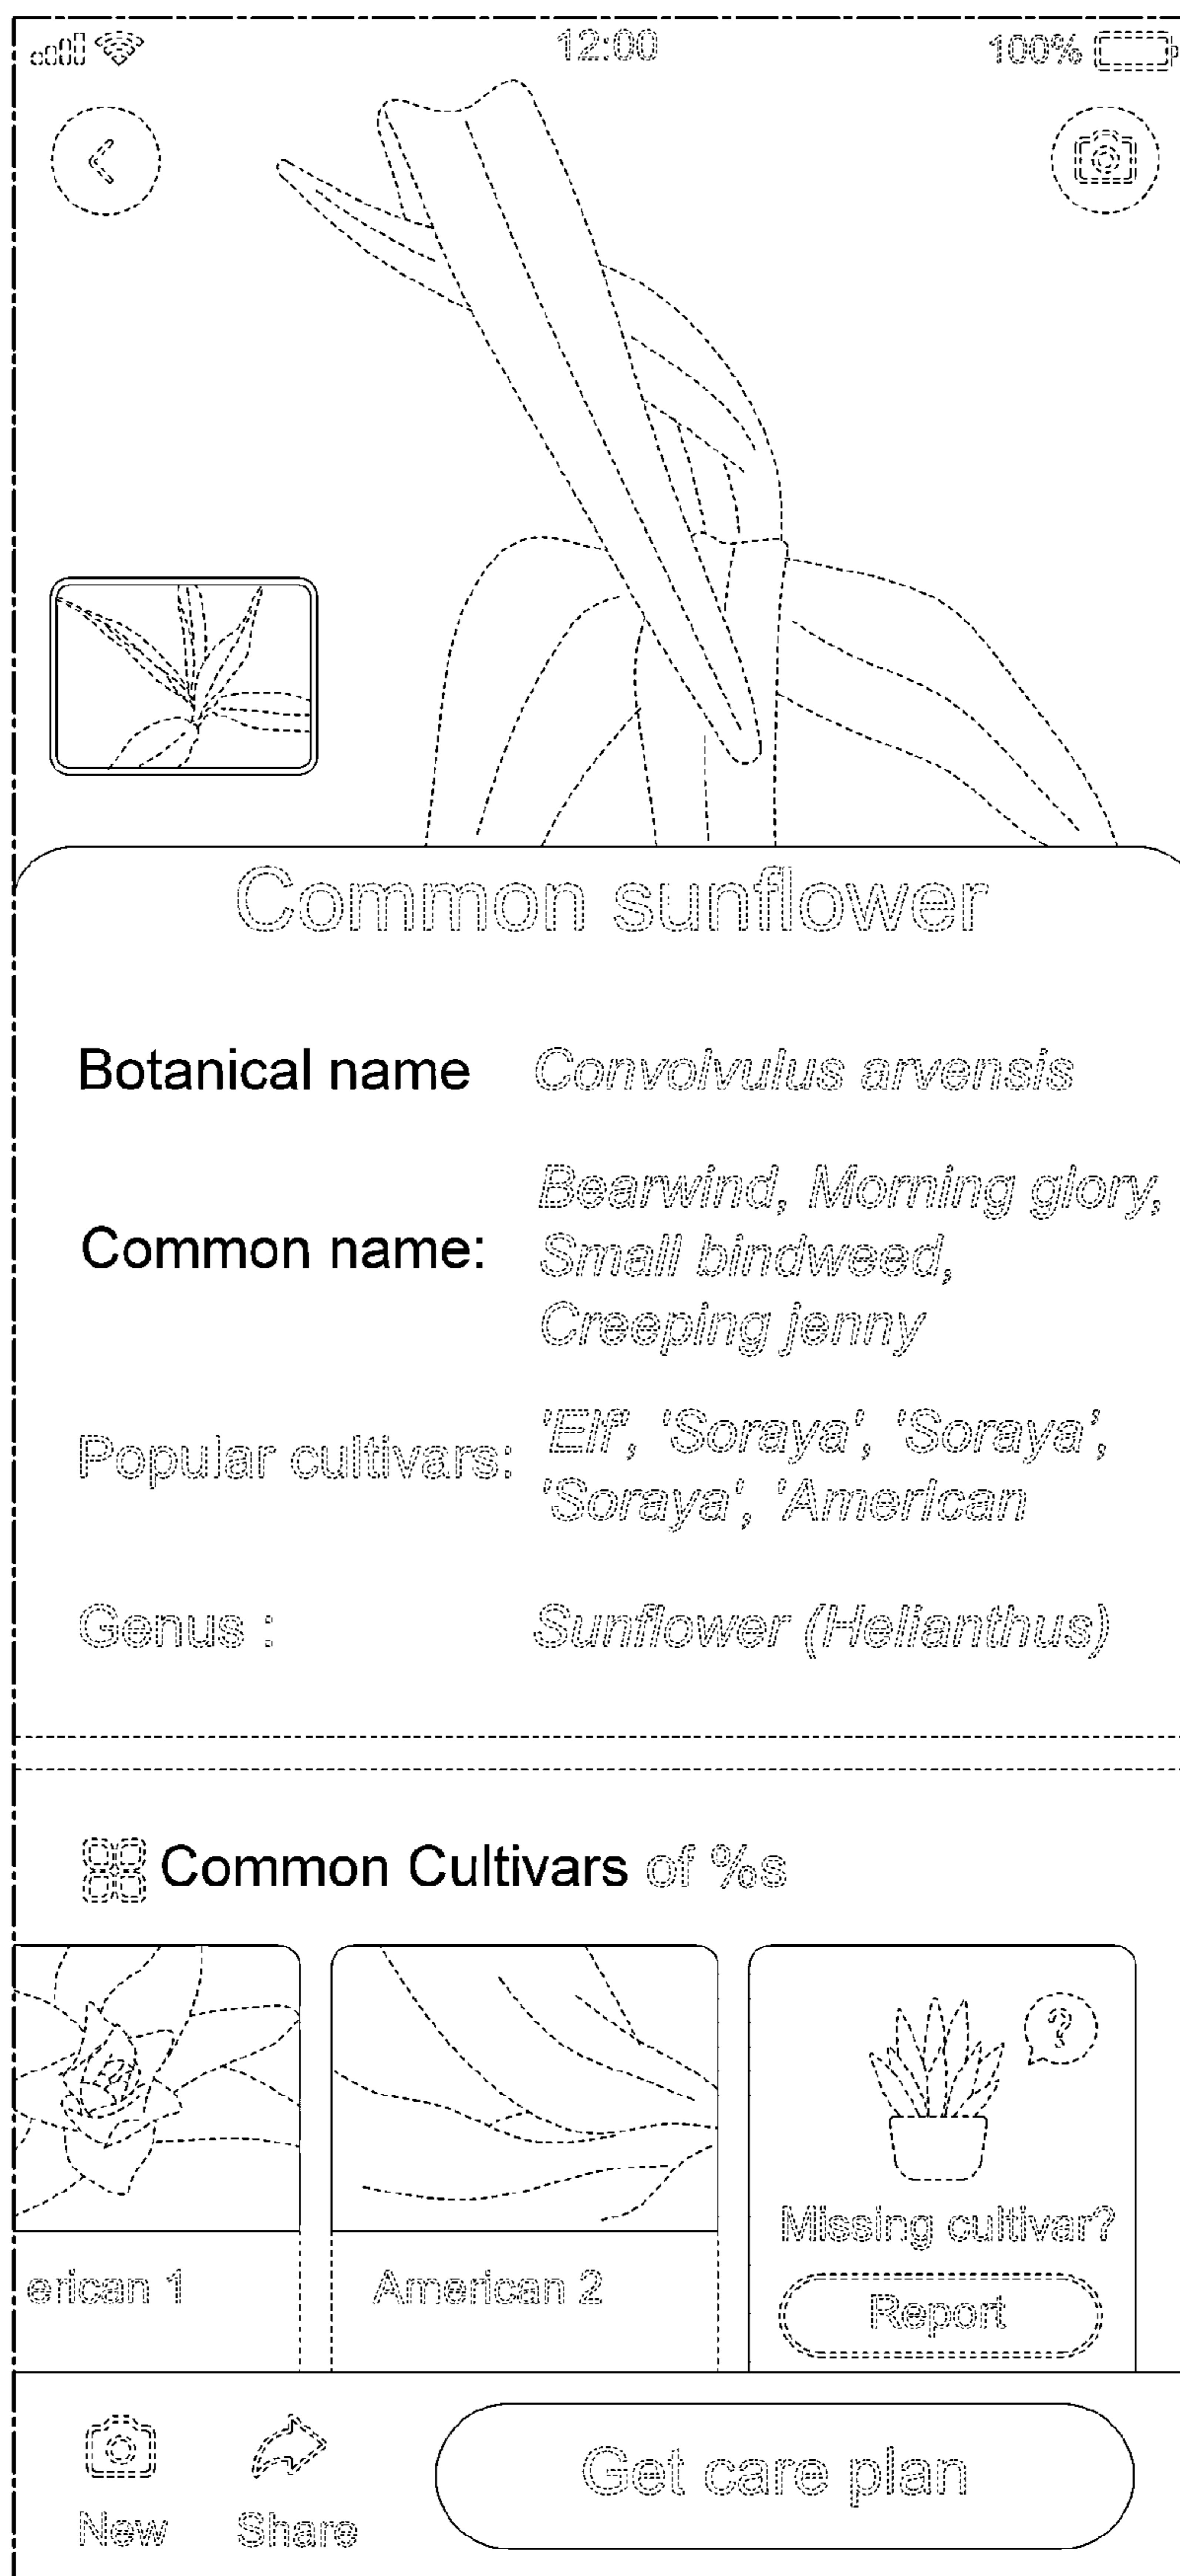 12:00
100%
Common sunflower
Botanical name
Convolvulus arvensis
Common name:
Bearwind, Morning glory,
Small bindweed,
Creeping jenny
Popular cultivars:
'Elf', 'Soraya', 'Soraya',
'Soraya', 'American
Genus :
Sunflower (Helianthus)
Common Cultivars of %s
?
Missing cultivar?
Report
erican 1
American 2
New
Share
Get care plan